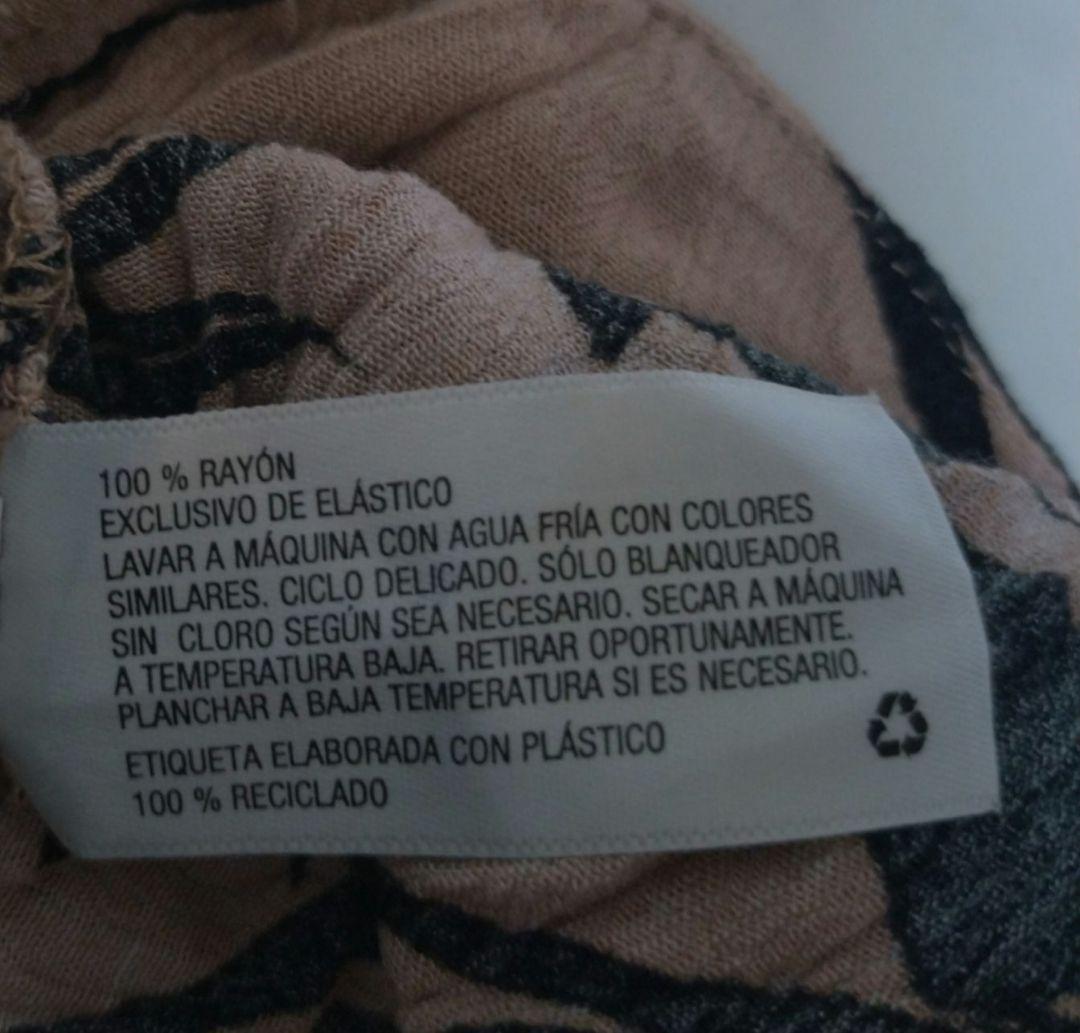 100 % RAYÓN
EXCLUSIVO DE ELÁSTICO
LAVAR A MÁQUINA CON AGUA FRÍA CON COLORES
SIMILARES. CICLO DELICADO. SÓLO BLANQUEADOR
SIN CLORO SEGÚN SEA NECESARIO. SECAR A MÁQUINA
A TEMPERATURA BAJA. RETIRAR OPORTUNAMENTE.
PLANCHAR A BAJA TEMPERATURA SI ES NECESARIO.
ETIQUETA ELABORADA CON PLÁSTICO
100 % RECICLADO